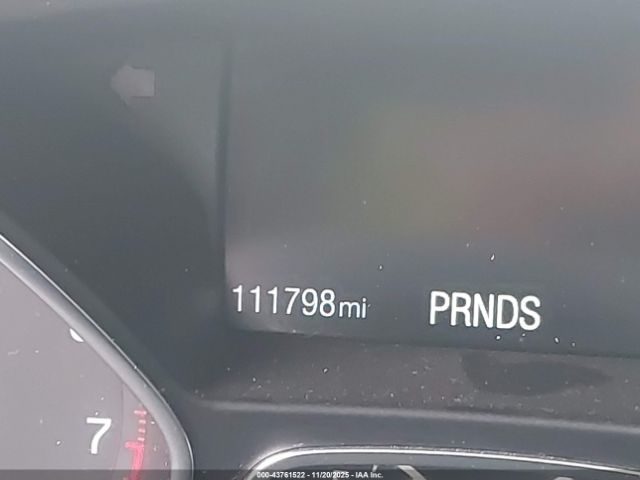 111798mi PRNDS
7
000-43761522 - 11/20/2025 - IAA Inc.